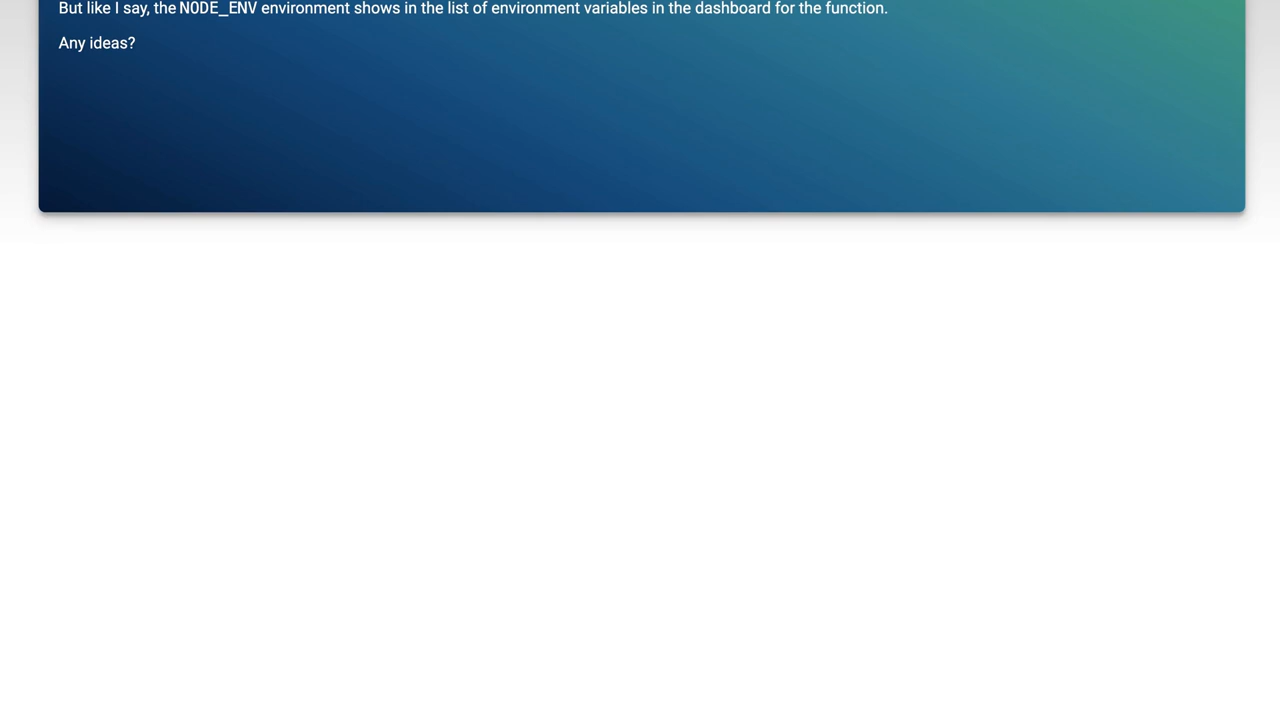 But like I say, the NODE_ENV environment shows in the list of environment variables in the dashboard for the function.
Any ideas?